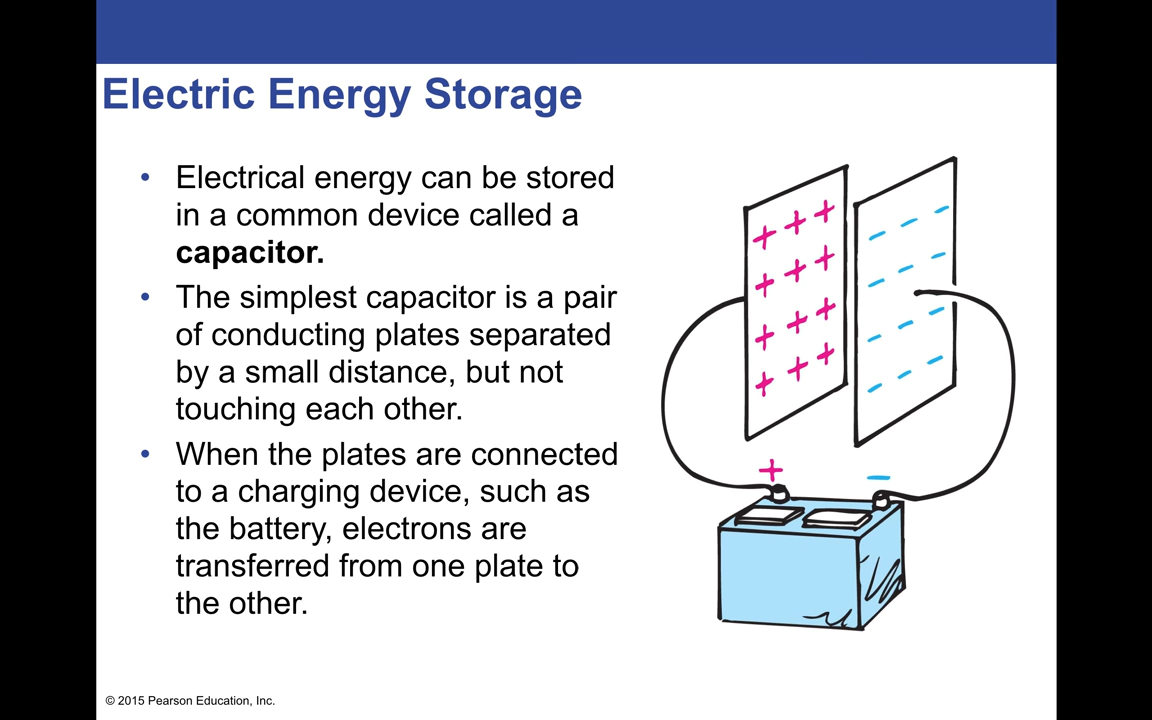 Electric Energy Storage
• Electrical energy can be stored
in a common device called a
capacitor.
• The simplest capacitor is a pair
of conducting plates separated
by a small distance, but not
touching each other.
• When the plates are connected
to a charging device, such as
the battery, electrons are
transferred from one plate to
the other.
+ + +
+ + +
+ + +
+ + +
- - -
- - -
- - -
- - -
+ -
© 2015 Pearson Education, Inc.